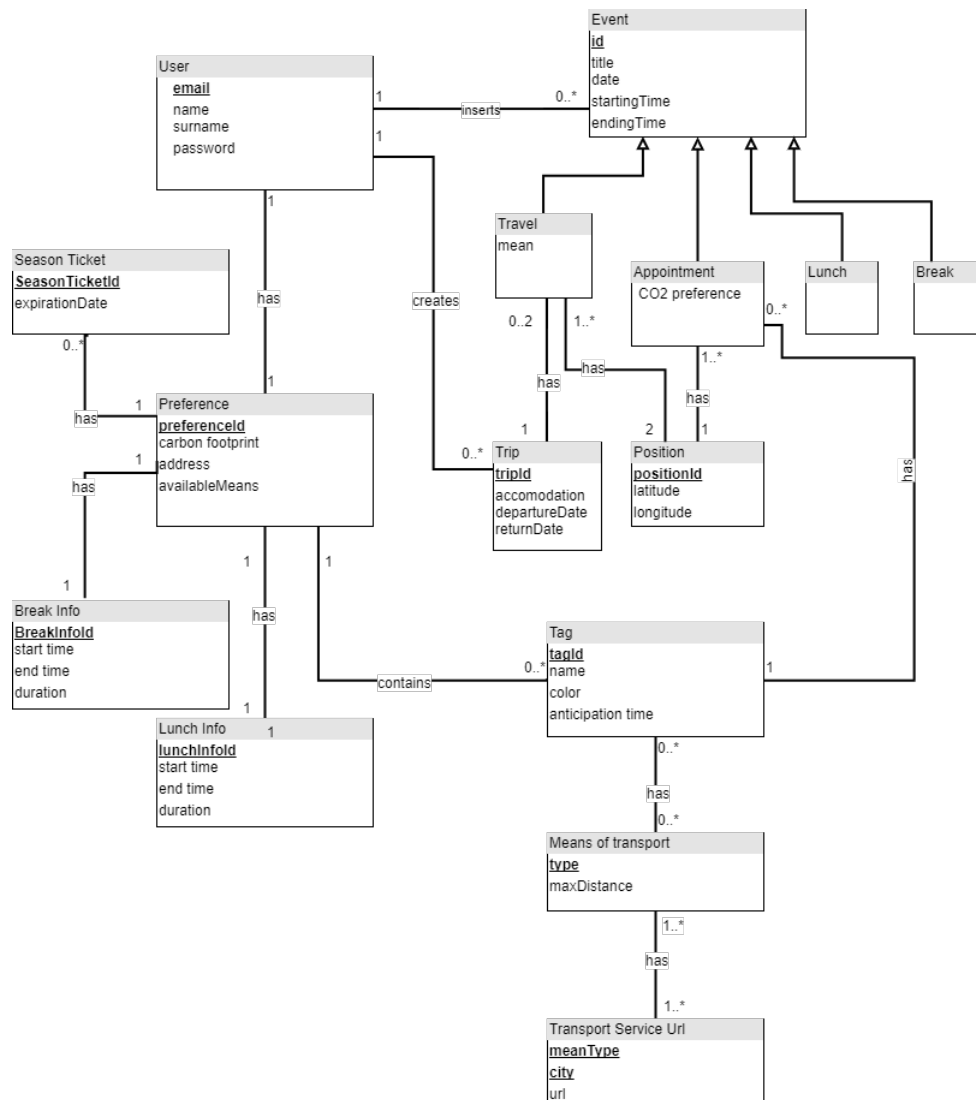 Event
id
title
date
startingTime
endingTime
User
email
name
surname
password
1
0..*
inserts
1
1
has
1
creates
0..*
Travel
mean
Appointment
CO2 preference
Lunch
Break
Season Ticket
SeasonTicketId
expirationDate
0..*
has
1
0..2
has
1
1..*
has
2
1..*
has
1
0..*
has
1
Preference
preferenceId
carbon footprint
address
availableMeans
1
has
1
Trip
tripId
accomodation
departureDate
returnDate
Position
positionId
latitude
longitude
1
has
1
1
1
contains
0..*
Break Info
BreakInfoId
start time
end time
duration
Tag
tagId
name
color
anticipation time
Lunch Info
lunchInfoId
start time
end time
duration
0..*
has
0..*
Means of transport
type
maxDistance
1..*
has
1..*
Transport Service Url
meanType
city
url